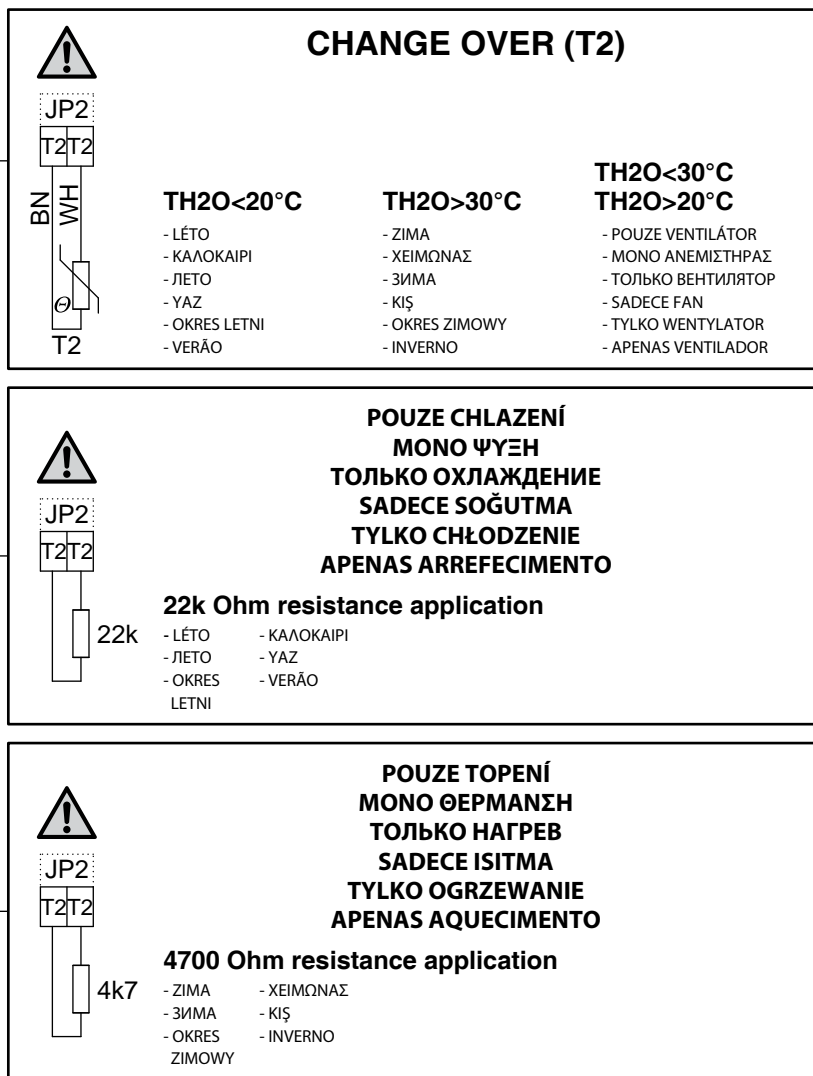 CHANGE OVER (T2)
JP2
T2 T2
BN
WH
Θ
T2
TH2O<20°C
- LÉTO
- ΚΑΛΟΚΑΙΡΙ
- ЛЕТО
- YAZ
- OKRES LETNI
- VERÃO
TH2O>30°C
- ZIMA
- ΧΕΙΜΩΝΑΣ
- ЗИМА
- KIŞ
- OKRES ZIMOWY
- INVERNO
TH2O<30°C
TH2O>20°C
- POUZE VENTILÁTOR
- ΜΟΝΟ ΑΝΕΜΙΣΤΗΡΑΣ
- ТОЛЬКО ВЕНТИЛЯТОР
- SADECE FAN
- TYLKO WENTYLATOR
- APENAS VENTILADOR
POUZE CHLAZENÍ
ΜΟΝΟ ΨΥΞΗ
ТОЛЬКО ОХЛАЖДЕНИЕ
SADECE SOĞUTMA
TYLKO CHŁODZENIE
APENAS ARREFECIMENTO
JP2
T2 T2
22k
22k Ohm resistance application
- LÉTO
- ЛЕТО
- OKRES
LETNI
- ΚΑΛΟΚΑΙΡΙ
- YAZ
- VERÃO
POUZE TOPENÍ
ΜΟΝΟ ΘΕΡΜΑΝΣΗ
ТОЛЬКО НАГРЕВ
SADECE ISITMA
TYLKO OGRZEWANIE
APENAS AQUECIMENTO
JP2
T2 T2
4k7
4700 Ohm resistance application
- ZIMA
- ЗИМА
- OKRES
ZIMOWY
- ΧΕΙΜΩΝΑΣ
- KIŞ
- INVERNO